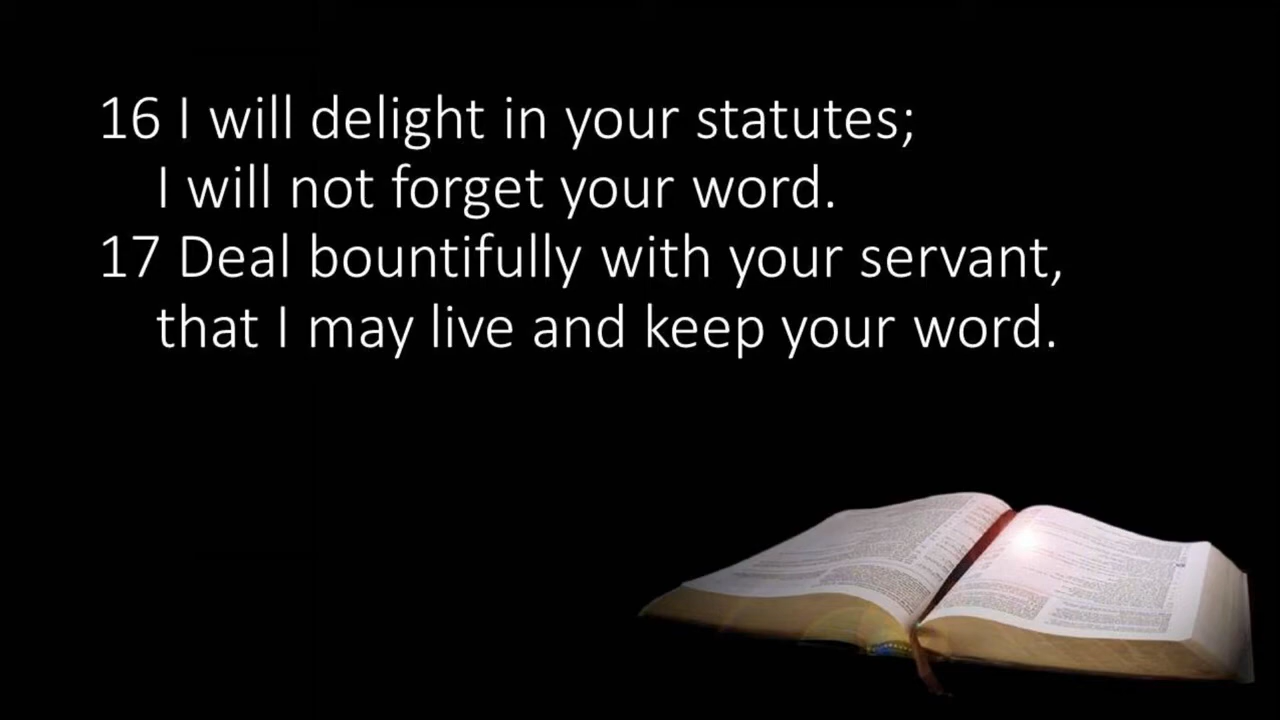 16 I will delight in your statutes;
I will not forget your word.
17 Deal bountifully with your servant,
that I may live and keep your word.